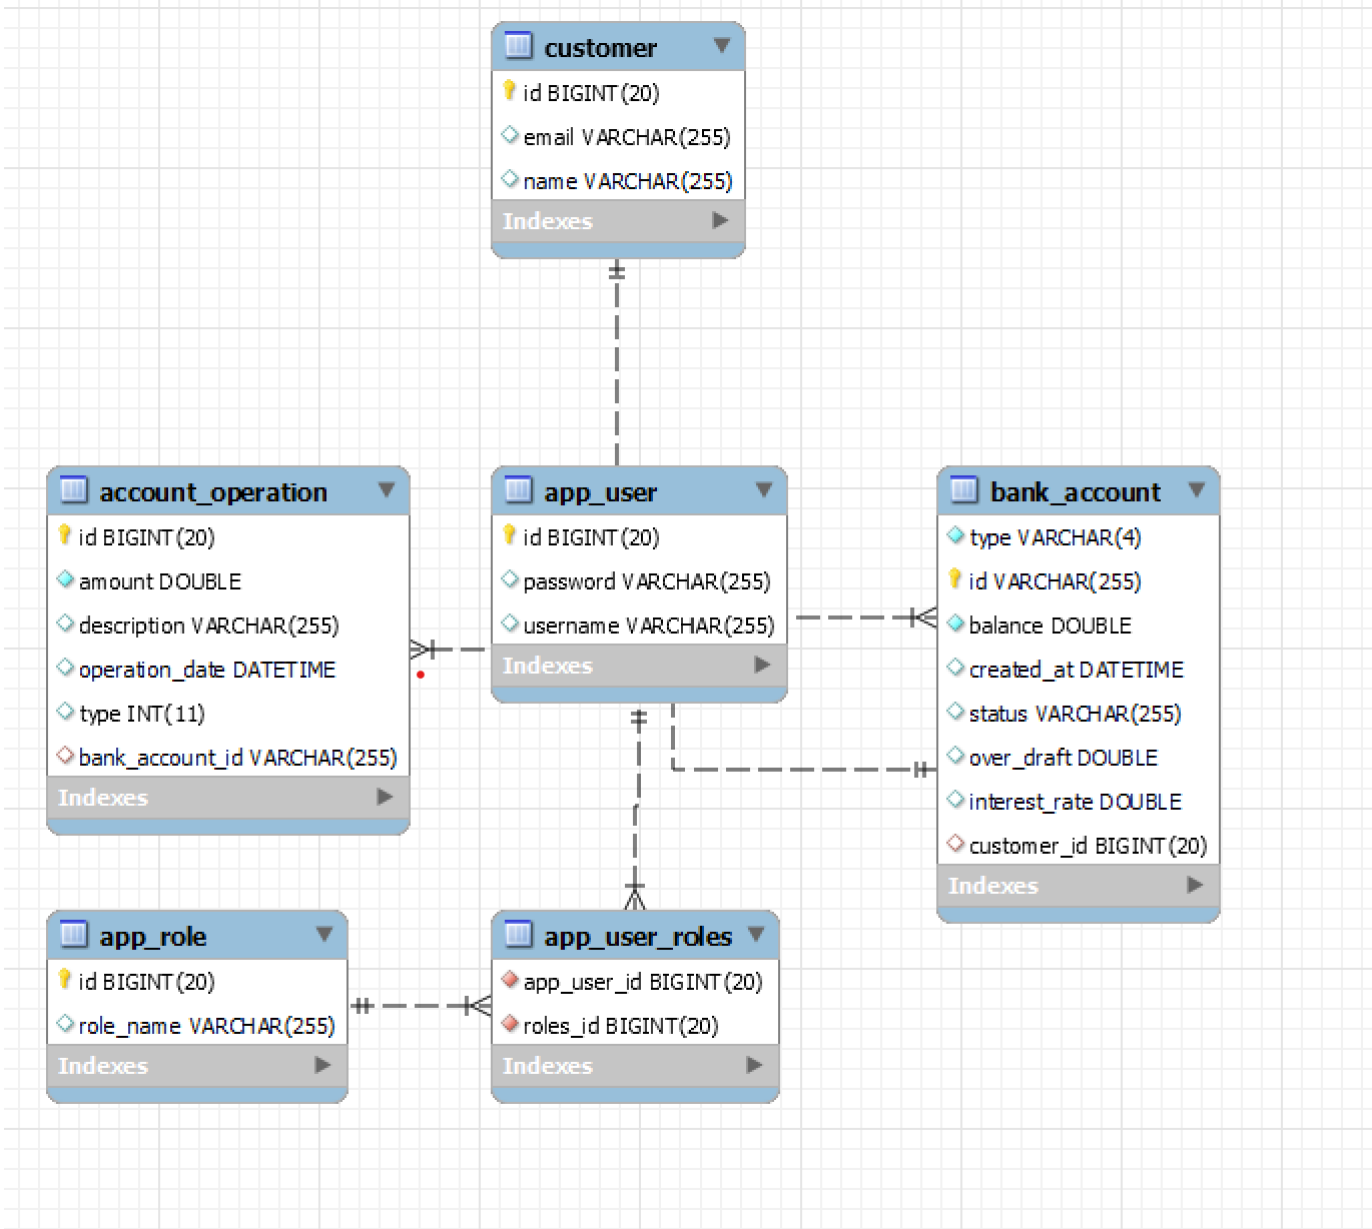 customer
id BIGINT(20)
email VARCHAR(255)
name VARCHAR(255)
Indexes
account_operation
id BIGINT(20)
amount DOUBLE
description VARCHAR(255)
operation_date DATETIME
type INT(11)
bank_account_id VARCHAR(255)
Indexes
app_user
id BIGINT(20)
password VARCHAR(255)
username VARCHAR(255)
Indexes
bank_account
type VARCHAR(4)
id VARCHAR(255)
balance DOUBLE
created_at DATETIME
status VARCHAR(255)
over_draft DOUBLE
interest_rate DOUBLE
customer_id BIGINT(20)
Indexes
app_role
id BIGINT(20)
role_name VARCHAR(255)
Indexes
app_user_roles
app_user_id BIGINT(20)
roles_id BIGINT(20)
Indexes